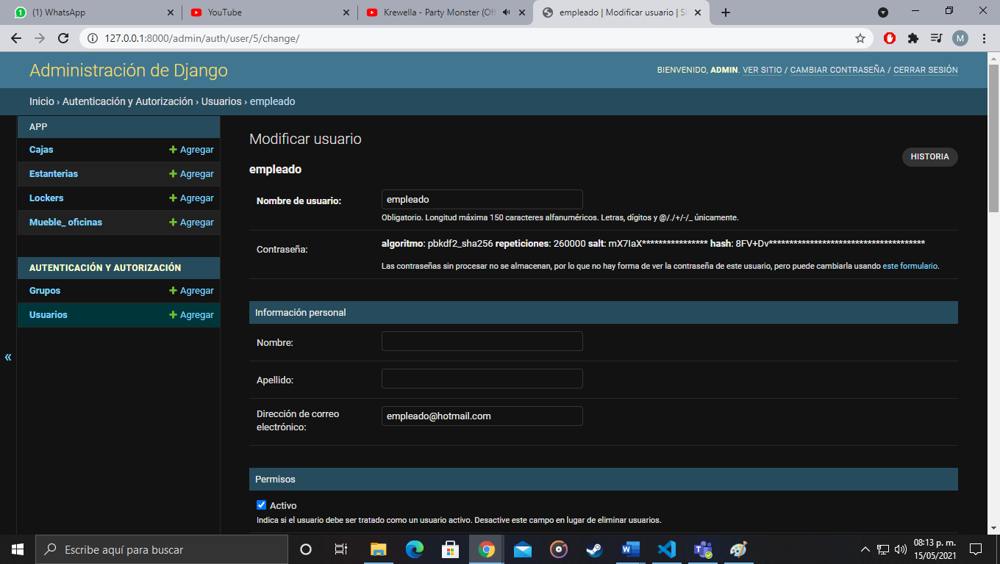 (1) WhatsApp
YouTube
Krewella - Party Monster (Of
empleado | Modificar usuario | Si
127.0.0.1:8000/admin/auth/user/5/change/
M
Administración de Django
BIENVENIDO, ADMIN. VER SITIO / CAMBIAR CONTRASEÑA / CERRAR SESIÓN
Inicio › Autenticación y Autorización › Usuarios › empleado
APP
Cajas + Agregar
Estanterias + Agregar
Lockers + Agregar
Mueble_ oficinas + Agregar
AUTENTICACIÓN Y AUTORIZACIÓN
Grupos + Agregar
Usuarios + Agregar
«
Modificar usuario
HISTORIA
empleado
Nombre de usuario: empleado
Obligatorio. Longitud máxima 150 caracteres alfanuméricos. Letras, dígitos y @/./+/-/_ únicamente.
Contraseña: algoritmo: pbkdf2_sha256 repeticiones: 260000 salt: mX7IaX**************** hash: 8FV+Dv**************************************
Las contraseñas sin procesar no se almacenan, por lo que no hay forma de ver la contraseña de este usuario, pero puede cambiarla usando este formulario.
Información personal
Nombre:
Apellido:
Dirección de correo
electrónico:
empleado@hotmail.com
Permisos
Activo
Indica si el usuario debe ser tratado como un usuario activo. Desactive este campo en lugar de eliminar usuarios.
Escribe aquí para buscar
08:13 p. m.
15/05/2021